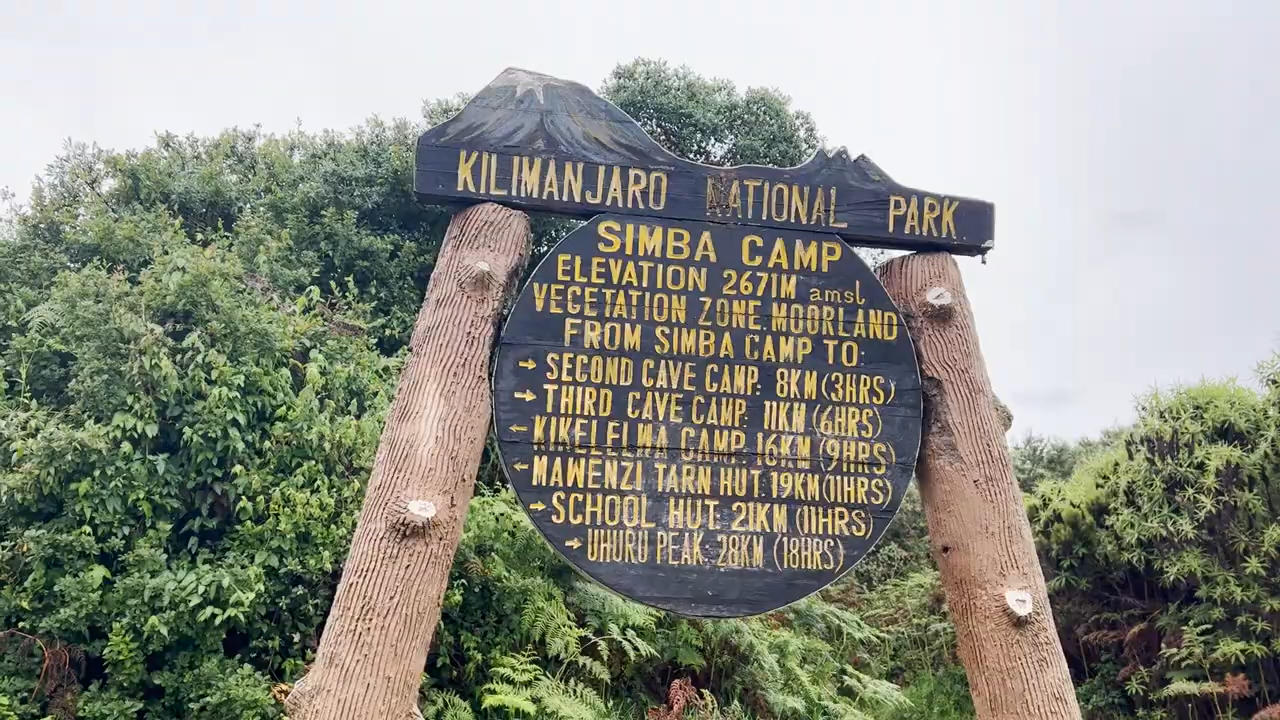 KILIMANJARO NATIONAL PARK
SIMBA CAMP
ELEVATION 2671M amsl
VEGETATION ZONE: MOORLAND
FROM SIMBA CAMP TO:
→ SECOND CAVE CAMP: 8KM (3HRS)
→ THIRD CAVE CAMP: 11KM (6HRS)
← KIKELELWA CAMP: 16KM (9HRS)
← MAWENZI TARN HUT: 19KM (11HRS)
→ SCHOOL HUT: 21KM (11HRS)
→ UHURU PEAK: 28KM (18HRS)